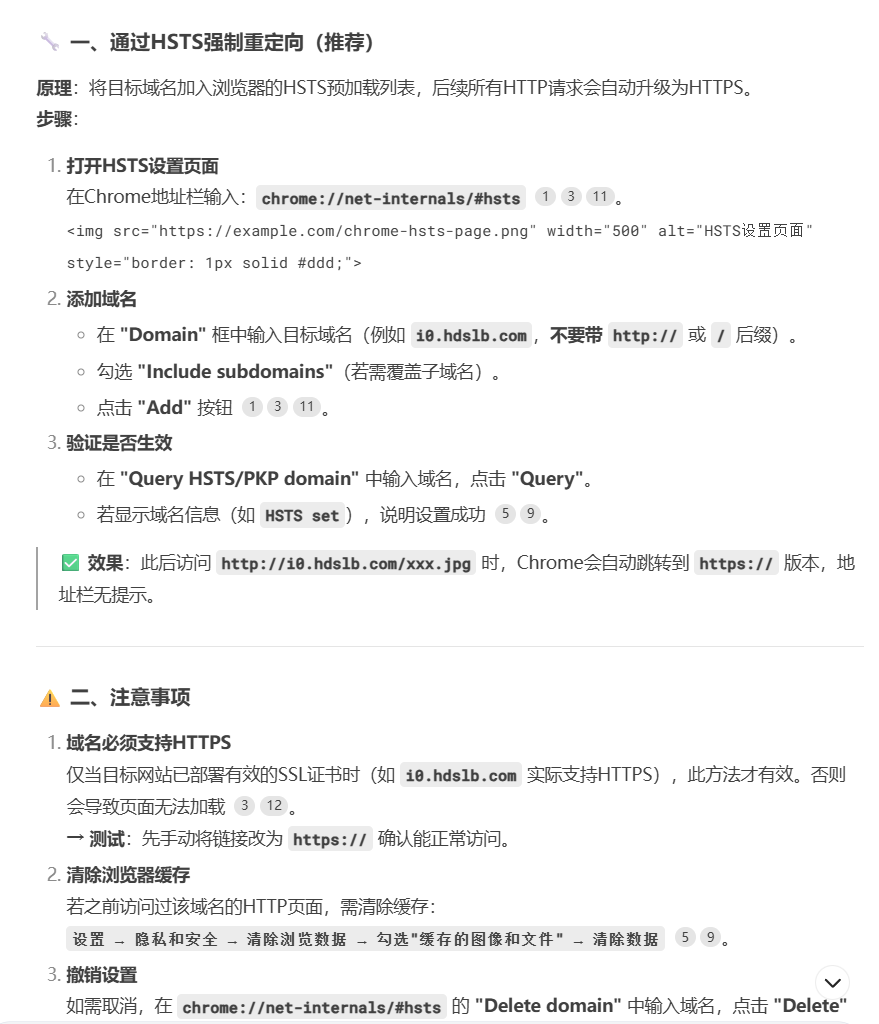 🔧 一、通过HSTS强制重定向（推荐）
原理：将目标域名加入浏览器的HSTS预加载列表，后续所有HTTP请求会自动升级为HTTPS。
步骤：
1. 打开HSTS设置页面
在Chrome地址栏输入：chrome://net-internals/#hsts 1 3 11。
<img src="https://example.com/chrome-hsts-page.png" width="500" alt="HSTS设置页面"
style="border: 1px solid #ddd;">
2. 添加域名
在 "Domain" 框中输入目标域名（例如 i0.hdslb.com，不要带 http:// 或 / 后缀）。
勾选 "Include subdomains"（若需覆盖子域名）。
点击 "Add" 按钮 1 3 11。
3. 验证是否生效
在 "Query HSTS/PKP domain" 中输入域名，点击 "Query"。
若显示域名信息（如 HSTS set），说明设置成功 5 9。
✅ 效果：此后访问 http://i0.hdslb.com/xxx.jpg 时，Chrome会自动跳转到 https:// 版本，地
址栏无提示。
⚠️ 二、注意事项
1. 域名必须支持HTTPS
仅当目标网站已部署有效的SSL证书时（如 i0.hdslb.com 实际支持HTTPS），此方法才有效。否则
会导致页面无法加载 3 12。
→ 测试：先手动将链接改为 https:// 确认能正常访问。
2. 清除浏览器缓存
若之前访问过该域名的HTTP页面，需清除缓存：
设置 → 隐私和安全 → 清除浏览数据 → 勾选"缓存的图像和文件" → 清除数据 5 9。
3. 撤销设置
如需取消，在 chrome://net-internals/#hsts 的 "Delete domain" 中输入域名，点击 "Delete"